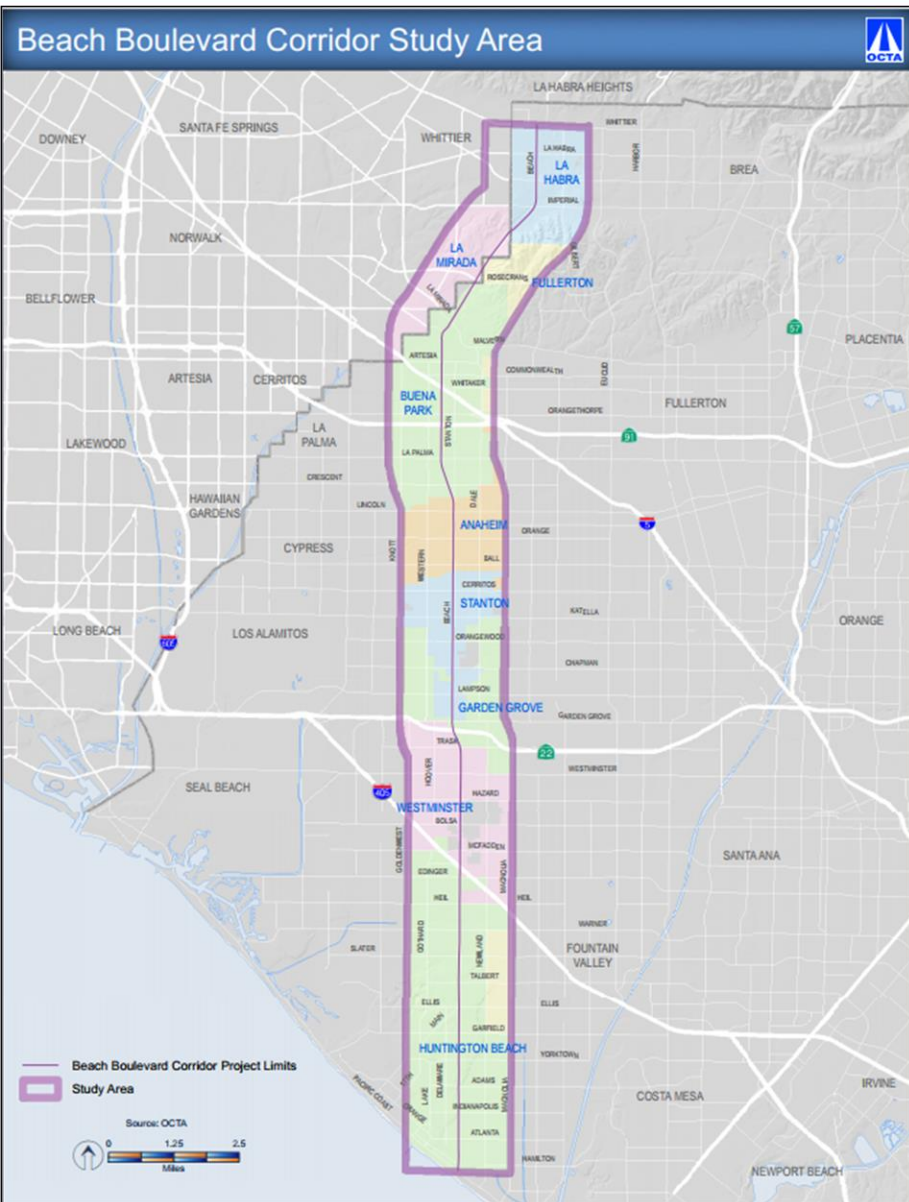 Beach Boulevard Corridor Study Area
OCTA
LA HABRA HEIGHTS
DOWNEY
SANTA FE SPRINGS
WHITTIER
WHITTIER
HARBOR
BREA
BEACH
LA HABRA
LA
HABRA
IMPERIAL
NORWALK
LA
MIRADA
GILBERT
ROSECRANS
FULLERTON
BELLFLOWER
LA MIRADA
57
PLACENTIA
MALVERN
ARTESIA
COMMONWEALTH
EUCLID
ARTESIA
CERRITOS
WHITAKER
BUENA
PARK
ORANGETHORPE
FULLERTON
LA
PALMA
STANTON
91
LAKEWOOD
LA PALMA
CRESCENT
HAWAIIAN
GARDENS
LINCOLN
DALE
ANAHEIM
ORANGE
5
CYPRESS
KNOTT
WESTERN
BALL
CERRITOS
STANTON
BEACH
KATELLA
LONG BEACH
605
LOS ALAMITOS
ORANGEWOOD
ORANGE
CHAPMAN
LAMPSON
GARDEN GROVE
GARDEN GROVE
TRASK
22
WESTMINSTER
HOOVER
SEAL BEACH
405
HAZARD
WESTMINSTER
BOLSA
GOLDENWEST
MCFADDEN
SANTA ANA
EDINGER
MAGNOLIA
HEIL
HEIL
WARNER
GOTHARD
SLATER
NEWLAND
FOUNTAIN
VALLEY
TALBERT
ELLIS
ELLIS
MAIN
GARFIELD
HUNTINGTON BEACH
YORKTOWN
Beach Boulevard Corridor Project Limits
Study Area
PACIFIC COAST
17TH
LAKE
DELAWARE
ADAMS
MAGNOLIA
COSTA MESA
IRVINE
ORANGE
INDIANAPOLIS
ATLANTA
Source: OCTA
0 1.25 2.5
Miles
HAMILTON
NEWPORT BEACH